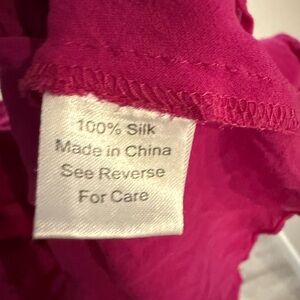 100% Silk
Made in China
See Reverse
For Care